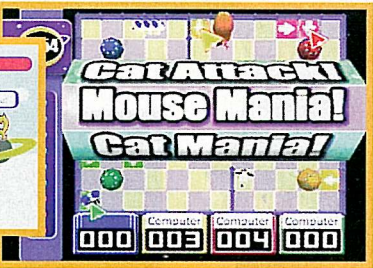 Cat Attack!
Mouse Mania!
Cat Mania!
Computer Computer Computer
000 003 004 000